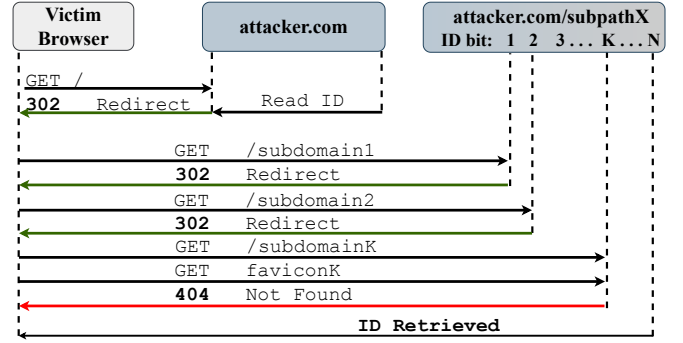 Victim
Browser
attacker.com
attacker.com/subpathX
ID bit: 1 2 3 . . . K . . . N
GET /
302 Redirect
Read ID
GET /subdomain1
302 Redirect
GET /subdomain2
302 Redirect
GET /subdomainK
GET faviconK
404 Not Found
ID Retrieved